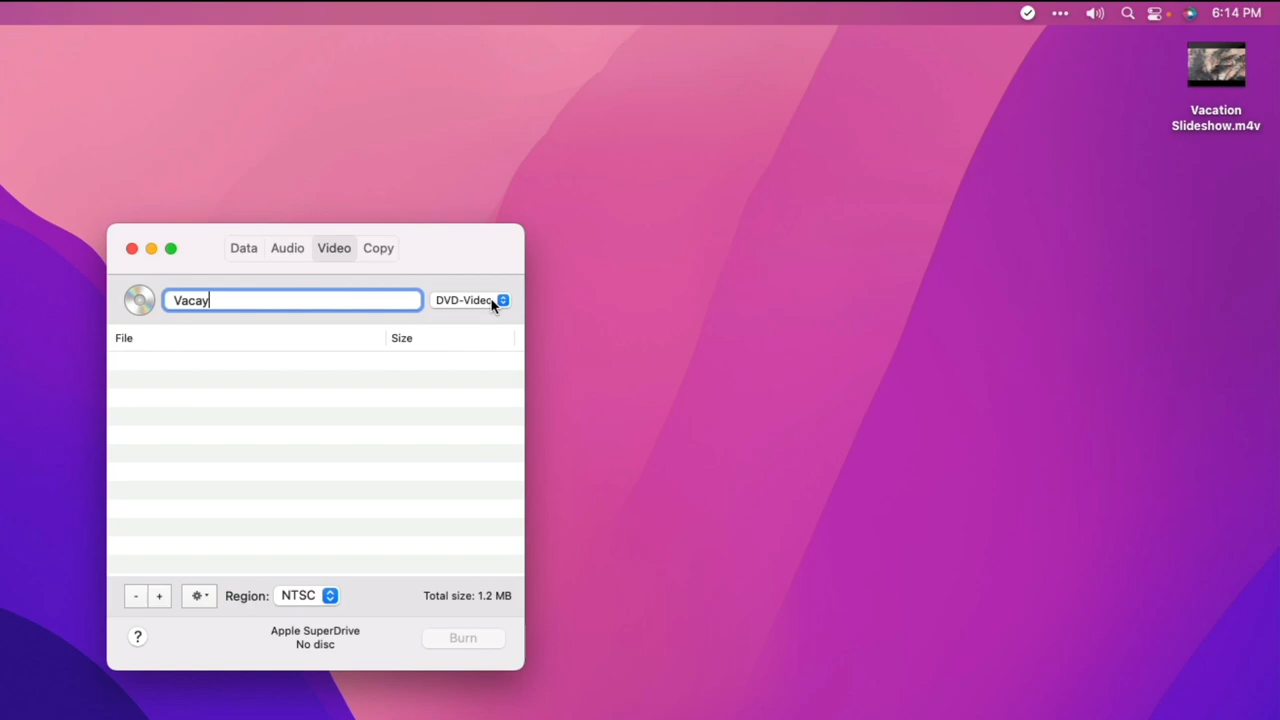 6:14 PM
Vacation
Slideshow.m4v
Data Audio Video Copy
Vacay DVD-Video
File Size
- + Region: NTSC Total size: 1.2 MB
? Apple SuperDrive Burn
No disc